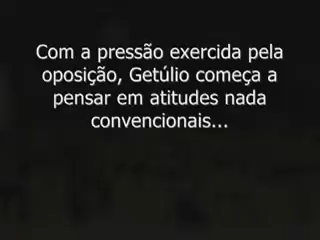 Com a pressão exercida pela
oposição, Getúlio começa a
pensar em atitudes nada
convencionais...